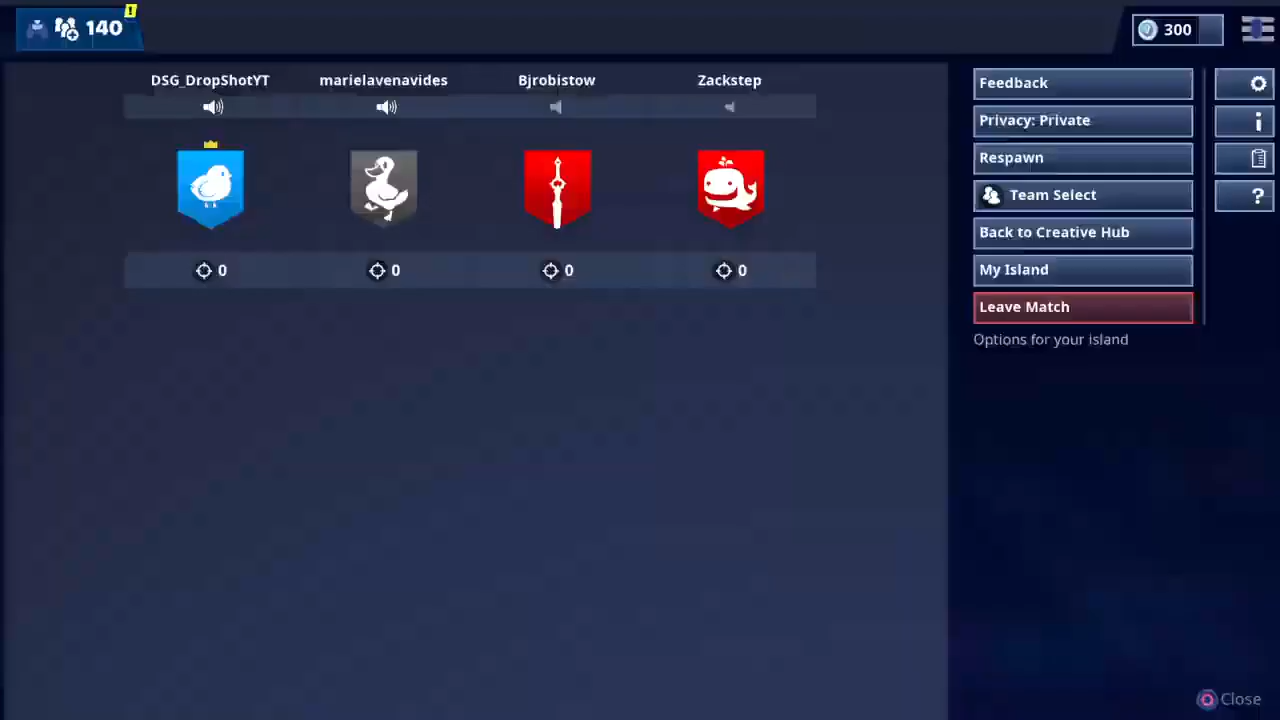 140
!
300
DSG_DropShotYT marielavenavides Bjrobistow Zackstep
0 0 0 0
Feedback
Privacy: Private
Respawn
Team Select
Back to Creative Hub
My Island
Leave Match
Options for your island
i
?
Close